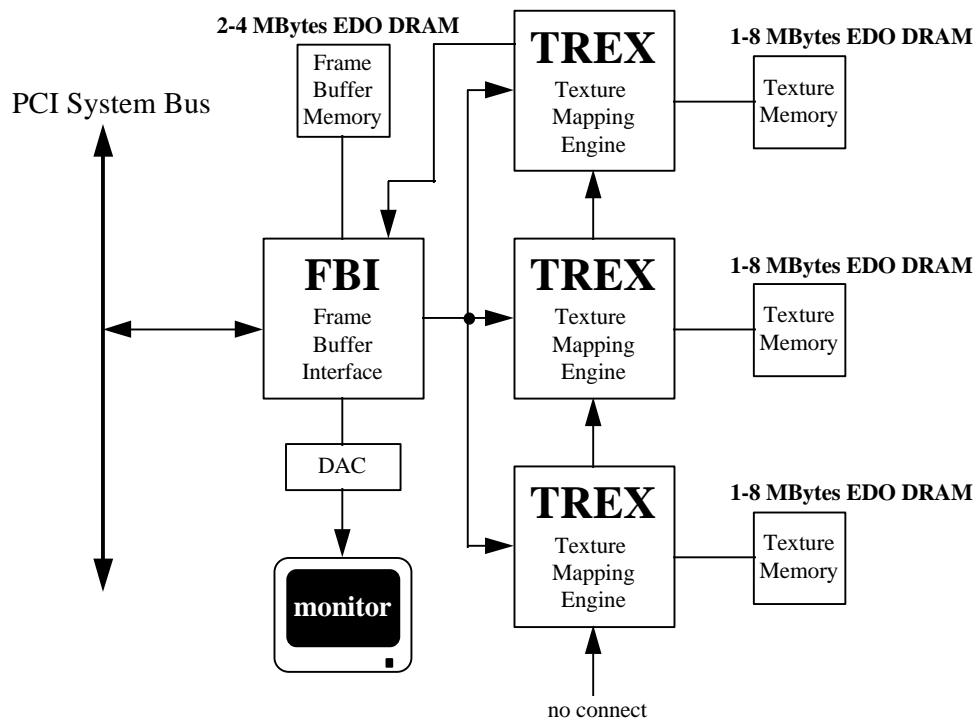 2-4 MBytes EDO DRAM
Frame
Buffer
Memory
PCI System Bus
TREX
Texture
Mapping
Engine
1-8 MBytes EDO DRAM
Texture
Memory
FBI
Frame
Buffer
Interface
TREX
Texture
Mapping
Engine
1-8 MBytes EDO DRAM
Texture
Memory
DAC
monitor
TREX
Texture
Mapping
Engine
1-8 MBytes EDO DRAM
Texture
Memory
no connect